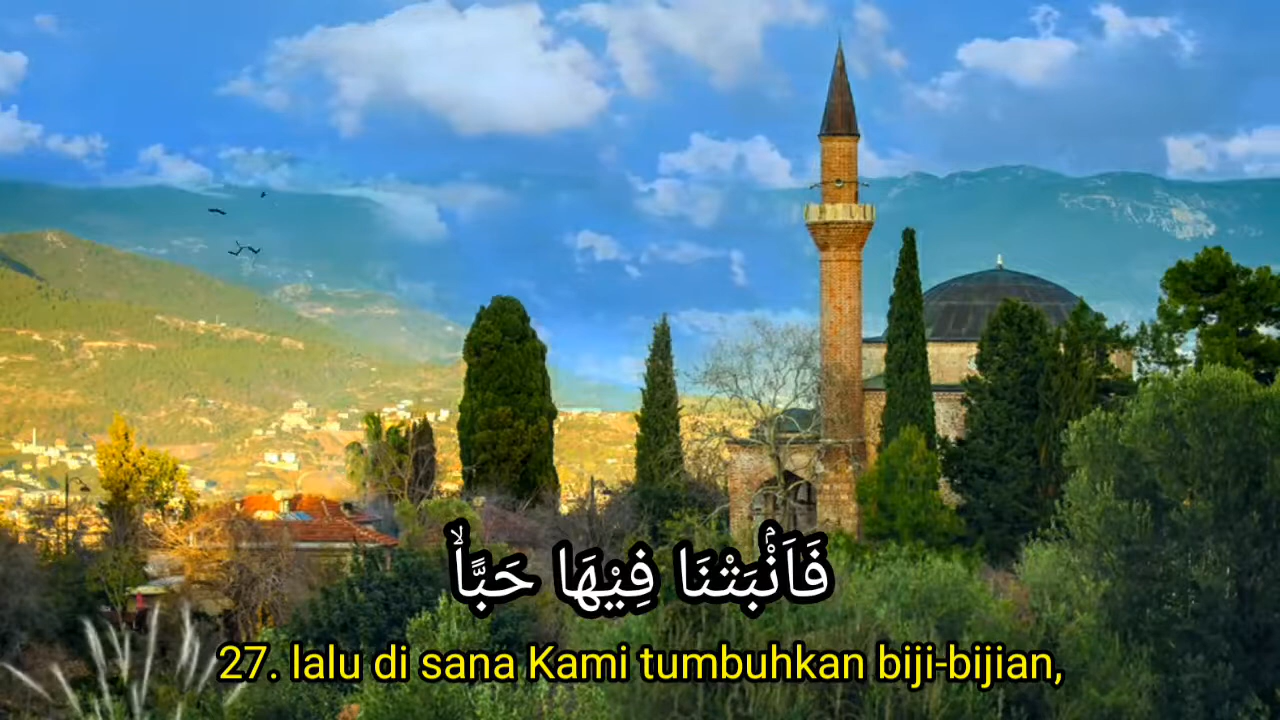 فَاَنْۢبَتْنَا فِيْهَا حَبًّاۙ
27. lalu di sana Kami tumbuhkan biji-bijian,